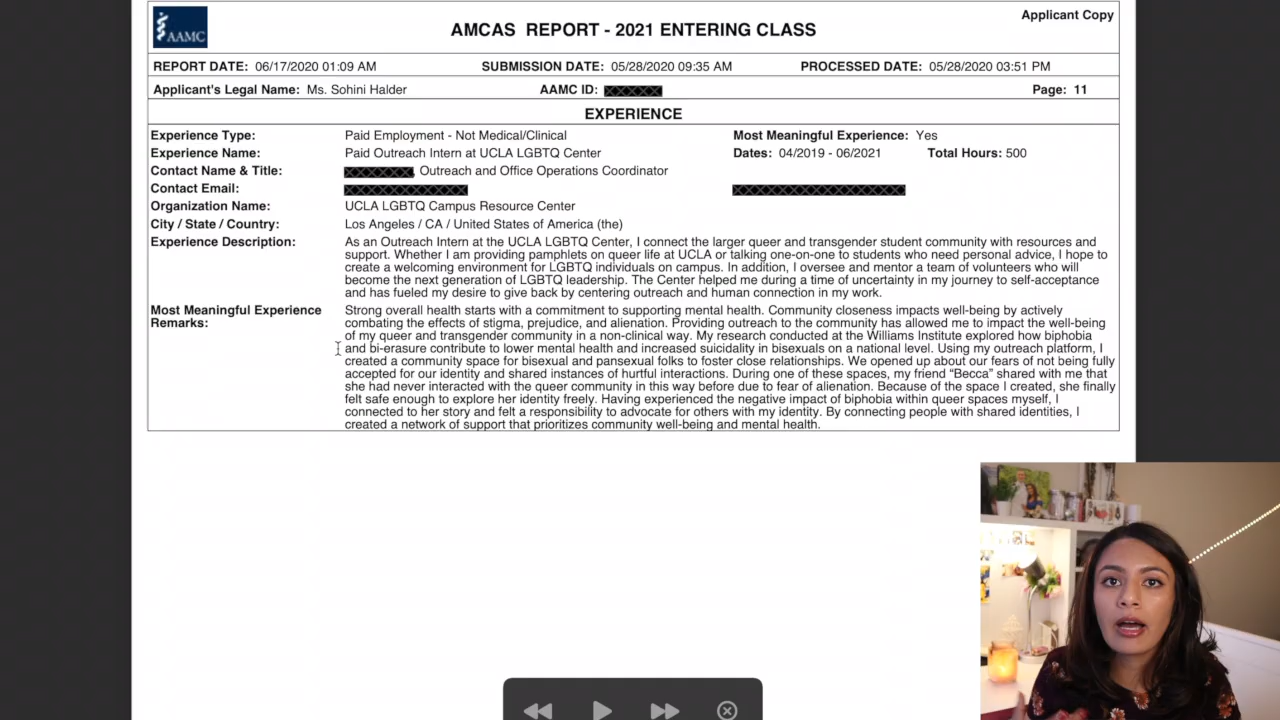 AAMC
AMCAS REPORT - 2021 ENTERING CLASS
Applicant Copy
REPORT DATE: 06/17/2020 01:09 AM SUBMISSION DATE: 05/28/2020 09:35 AM PROCESSED DATE: 05/28/2020 03:51 PM
Applicant's Legal Name: Ms. Sohini Halder AAMC ID: Page: 11
EXPERIENCE
Experience Type: Paid Employment - Not Medical/Clinical Most Meaningful Experience: Yes
Experience Name: Paid Outreach Intern at UCLA LGBTQ Center Dates: 04/2019 - 06/2021 Total Hours: 500
Contact Name & Title: , Outreach and Office Operations Coordinator
Contact Email:
Organization Name: UCLA LGBTQ Campus Resource Center
City / State / Country: Los Angeles / CA / United States of America (the)
Experience Description: As an Outreach Intern at the UCLA LGBTQ Center, I connect the larger queer and transgender student community with resources and
support. Whether I am providing pamphlets on queer life at UCLA or talking one-on-one to students who need personal advice, I hope to
create a welcoming environment for LGBTQ individuals on campus. In addition, I oversee and mentor a team of volunteers who will
become the next generation of LGBTQ leadership. The Center helped me during a time of uncertainty in my journey to self-acceptance
and has fueled my desire to give back by centering outreach and human connection in my work.
Most Meaningful Experience Strong overall health starts with a commitment to supporting mental health. Community closeness impacts well-being by actively
Remarks: combating the effects of stigma, prejudice, and alienation. Providing outreach to the community has allowed me to impact the well-being
of my queer and transgender community in a non-clinical way. My research conducted at the Williams Institute explored how biphobia
and bi-erasure contribute to lower mental health and increased suicidality in bisexuals on a national level. Using my outreach platform, I
created a community space for bisexual and pansexual folks to foster close relationships. We opened up about our fears of not being fully
accepted for our identity and shared instances of hurtful interactions. During one of these spaces, my friend “Becca” shared with me that
she had never interacted with the queer community in this way before due to fear of alienation. Because of the space I created, she finally
felt safe enough to explore her identity freely. Having experienced the negative impact of biphobia within queer spaces myself, I
connected to her story and felt a responsibility to advocate for others with my identity. By connecting people with shared identities, I
created a network of support that prioritizes community well-being and mental health.